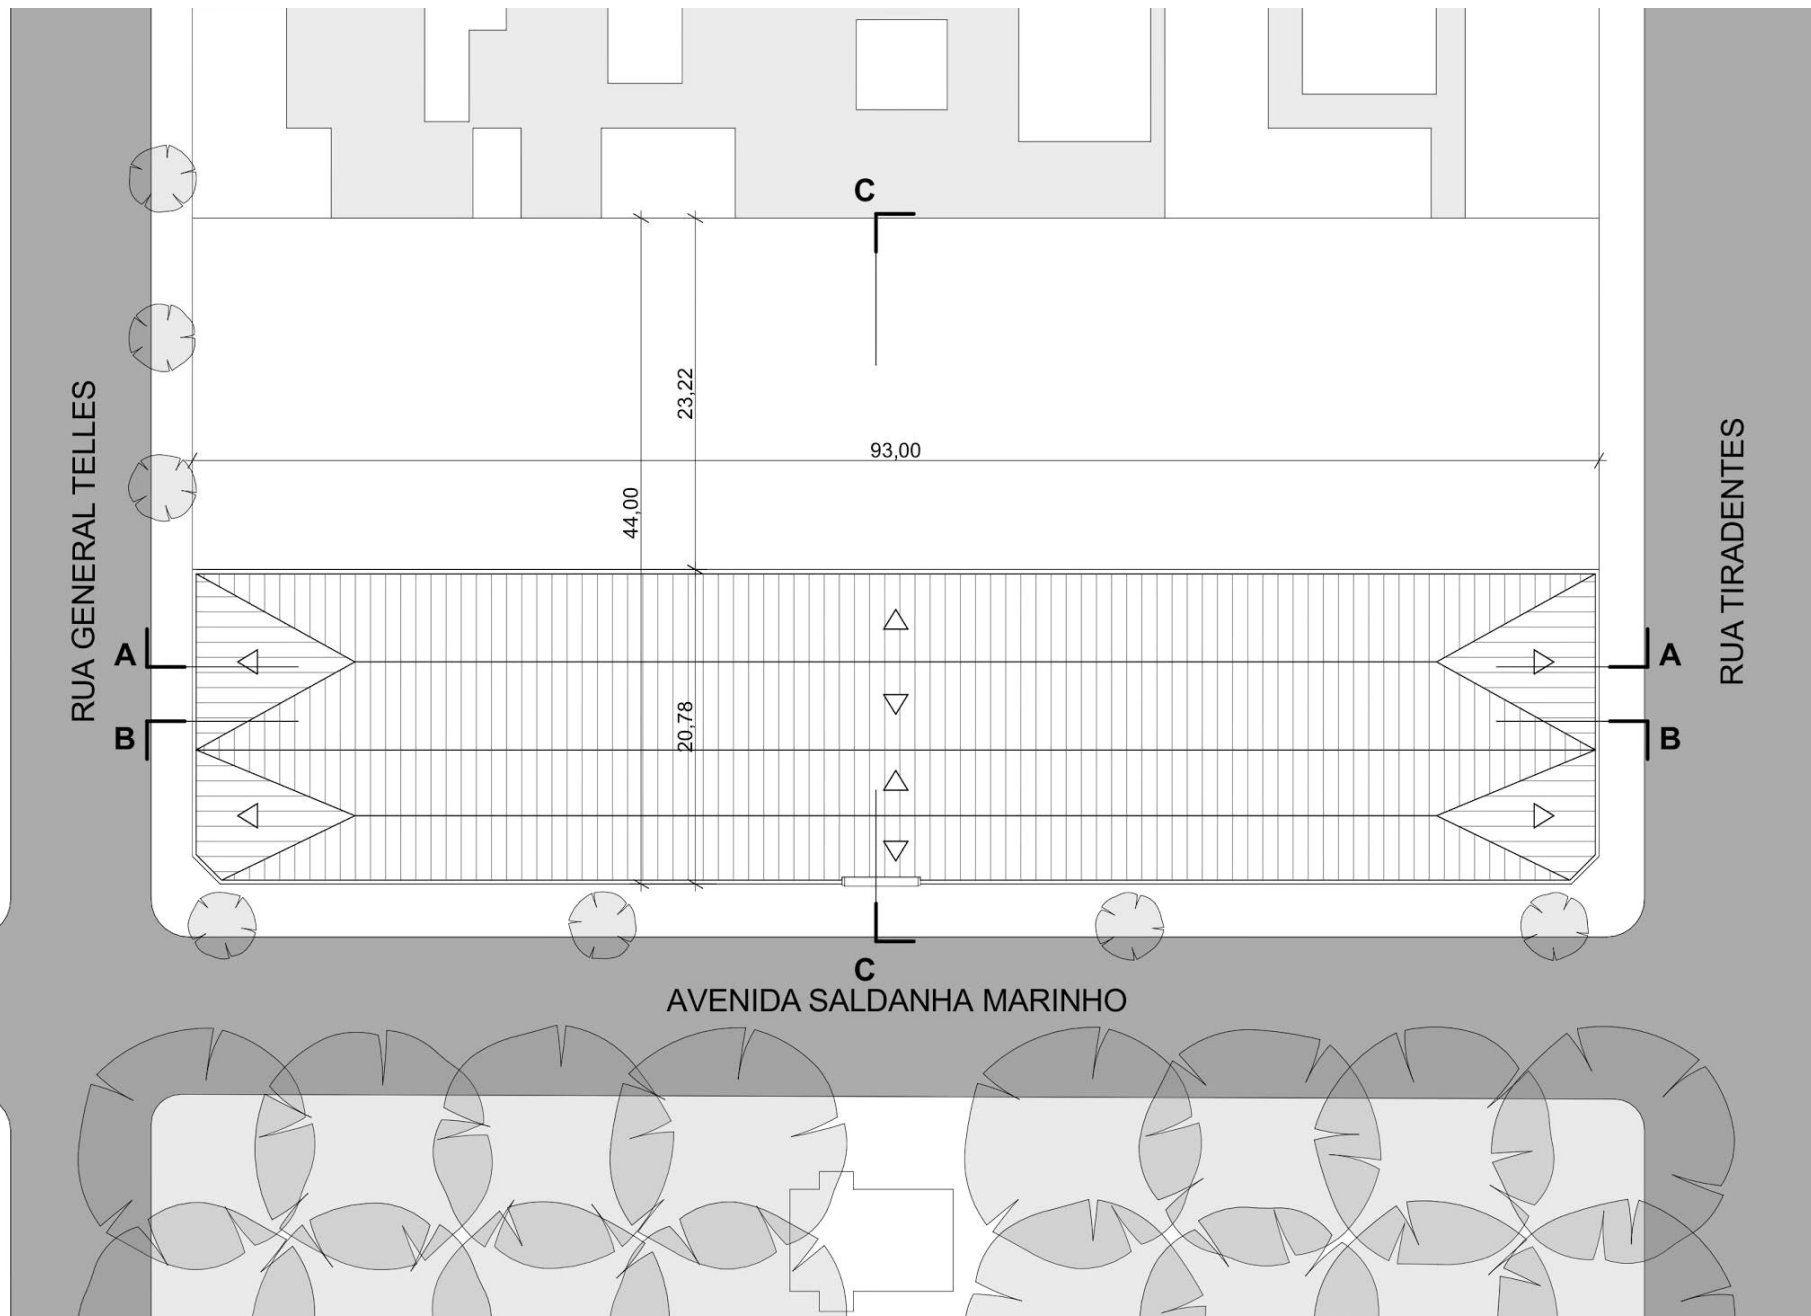 C
23,22
93,00
44,00
RUA GENERAL TELLES
RUA TIRADENTES
A
A
20,78
B
B
C
AVENIDA SALDANHA MARINHO